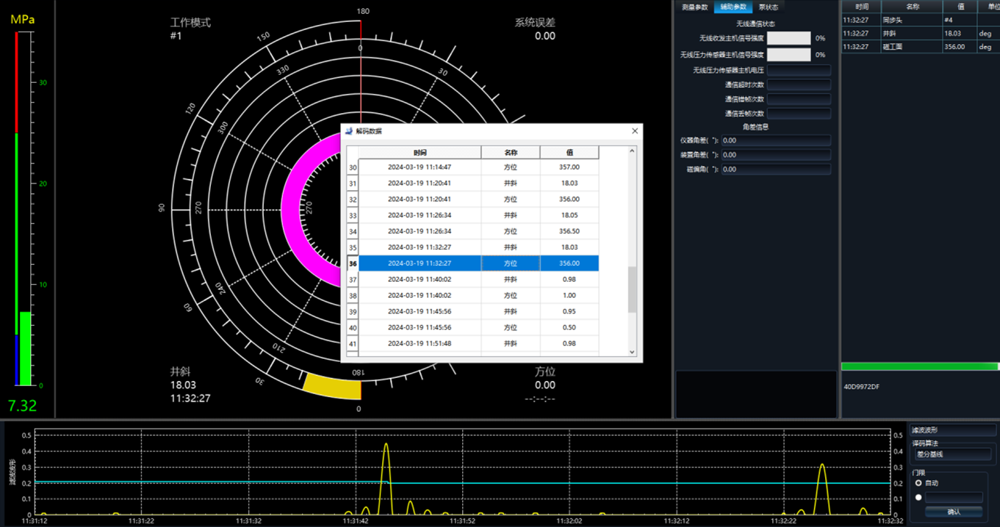 MPa
30
20
10
0
7.32
工作模式
#1
系统误差
0.00
180
150
120
90
60
30
0
0
30
330
300
270
240
210
180
270
井斜
18.03
11:32:27
方位
0.00
--:--:--
解码数据
时间 名称 值
30 2024-03-19 11:14:47 方位 357.00
31 2024-03-19 11:20:41 井斜 18.03
32 2024-03-19 11:20:41 方位 356.00
33 2024-03-19 11:26:34 井斜 18.05
34 2024-03-19 11:26:34 方位 356.50
35 2024-03-19 11:32:27 井斜 18.03
36 2024-03-19 11:32:27 方位 356.00
37 2024-03-19 11:40:02 井斜 0.98
38 2024-03-19 11:40:02 方位 1.00
39 2024-03-19 11:45:56 井斜 0.95
40 2024-03-19 11:45:56 方位 0.50
41 2024-03-19 11:51:48 井斜 0.98
测量参数 辅助参数 泵状态
无线通信状态
无线收发主机信号强度 0%
无线压力传感器主机信号强度 0%
无线压力传感器主机电压
通信超时次数
通信错帧次数
通信丢帧次数
角差信息
仪器角差( °): 0.00
装置角差( °): 0.00
磁偏角( °): 0.00
时间 名称 值 单位
11:32:27 同步头 #4
11:32:27 井斜 18.03 deg
11:32:27 磁工面 356.00 deg
40D9972DF
滤波波形
0.5
0.4
0.3
0.2
0.1
0
0.5
0.4
0.3
0.2
0.1
0
11:31:12 11:31:22 11:31:32 11:31:42 11:31:52 11:32:02 11:32:12 11:32:22 11:32:32
滤波波形
译码算法
差分基线
门限
自动
确认